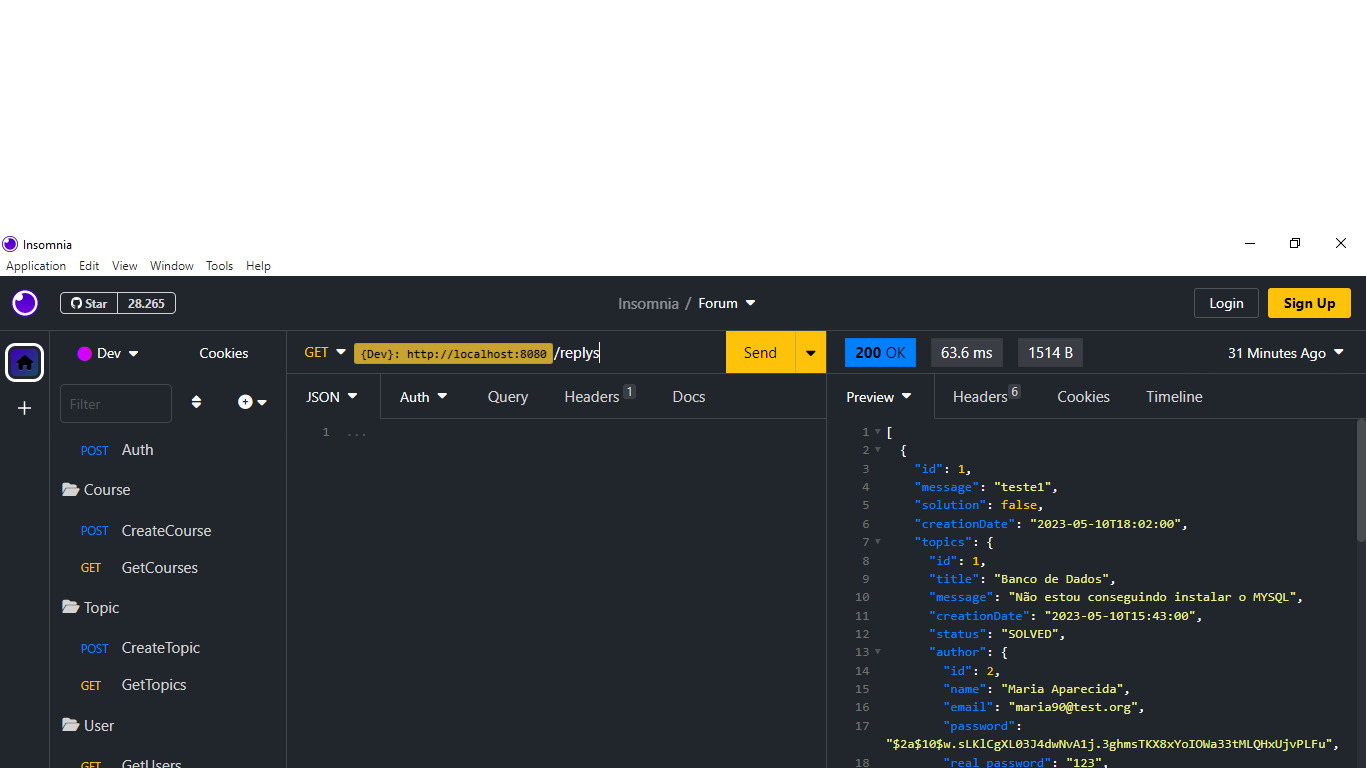 Insomnia
Application Edit View Window Tools Help
Star 28.265
Insomnia / Forum
Login Sign Up
Dev Cookies
GET {Dev}: http://localhost:8080 /replys
Send
200 OK 63.6 ms 1514 B
31 Minutes Ago
Filter
POST Auth
Course
POST CreateCourse
GET GetCourses
Topic
POST CreateTopic
GET GetTopics
User
GET GetUsers
JSON Auth Query Headers 1 Docs
1 ...
Preview Headers 6 Cookies Timeline
1 [
2 {
3 "id": 1,
4 "message": "teste1",
5 "solution": false,
6 "creationDate": "2023-05-10T18:02:00",
7 "topics": {
8 "id": 1,
9 "title": "Banco de Dados",
10 "message": "Não estou conseguindo instalar o MYSQL",
11 "creationDate": "2023-05-10T15:43:00",
12 "status": "SOLVED",
13 "author": {
14 "id": 2,
15 "name": "Maria Aparecida",
16 "email": "maria90@test.org",
17 "password":
"$2a$10$w.sLKlCgXL03J4dwNvA1j.3ghmsTKX8xYoIOWa33tMLQHxUjvPLFu",
18 "real_password": "123",